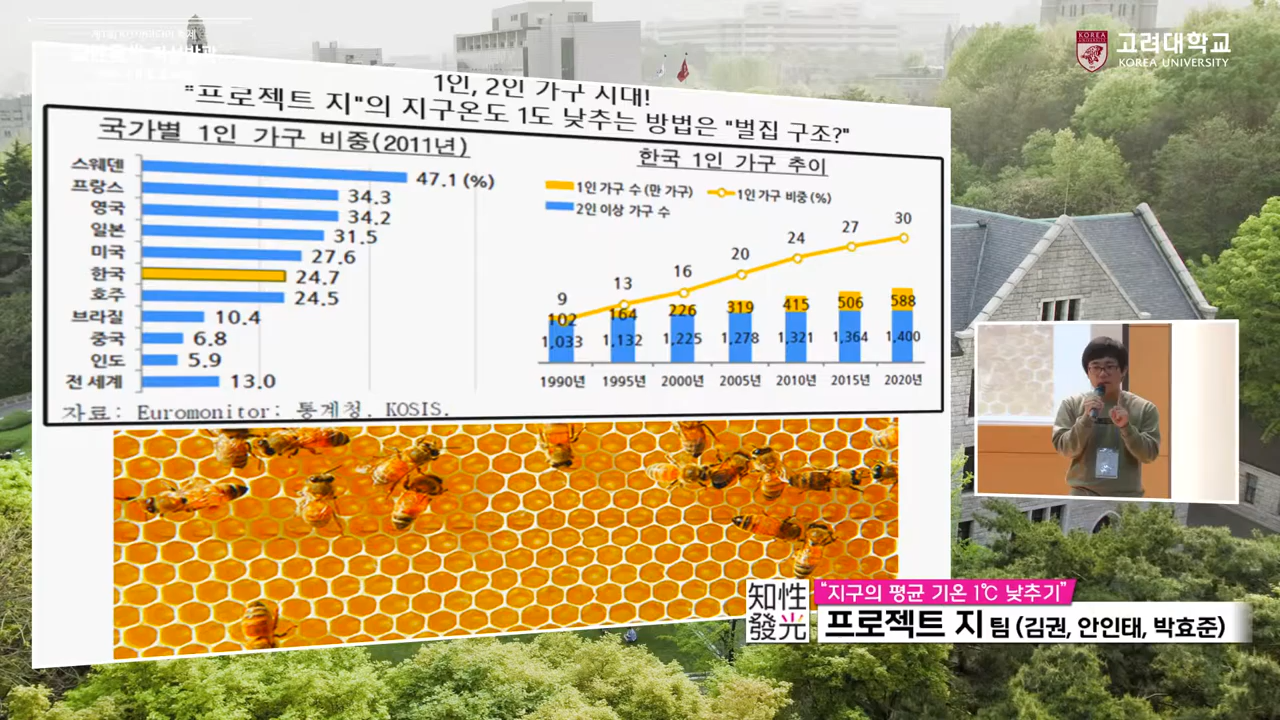 고려대학교
KOREA UNIVERSITY
1인, 2인 가구 시대!
"프로젝트 지"의 지구온도 1도 낮추는 방법은 "벌집 구조?"
국가별 1인 가구 비중(2011년)
스웨덴 47.1 (%)
프랑스 34.3
영국 34.2
일본 31.5
미국 27.6
한국 24.7
호주 24.5
브라질 10.4
중국 6.8
인도 5.9
전 세계 13.0
자료: Euromonitor: 통계청, KOSIS.
한국 1인 가구 추이
1인 가구 수 (만 가구) 1인 가구 비중 (%)
2인 이상 가구 수
9 13 16 20 24 27 30
102 164 226 319 415 506 588
1,033 1,132 1,225 1,278 1,321 1,364 1,400
1990년 1995년 2000년 2005년 2010년 2015년 2020년
知性
發光
"지구의 평균 기온 1℃ 낮추기"
프로젝트 지 팀 (김권, 안인태, 박효준)